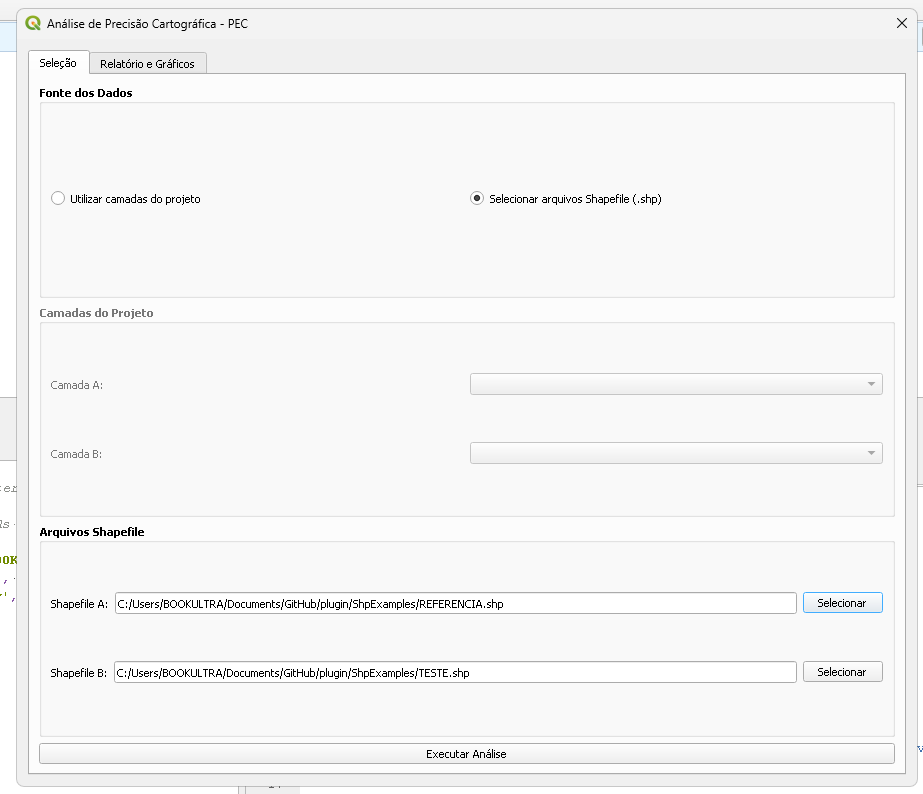 Análise de Precisão Cartográfica - PEC
Seleção
Relatório e Gráficos
Fonte dos Dados
Utilizar camadas do projeto
Selecionar arquivos Shapefile (.shp)
Camadas do Projeto
Camada A:
Camada B:
Arquivos Shapefile
Shapefile A: C:/Users/BOOKULTRA/Documents/GitHub/plugin/ShpExamples/REFERENCIA.shp Selecionar
Shapefile B: C:/Users/BOOKULTRA/Documents/GitHub/plugin/ShpExamples/TESTE.shp Selecionar
Executar Análise